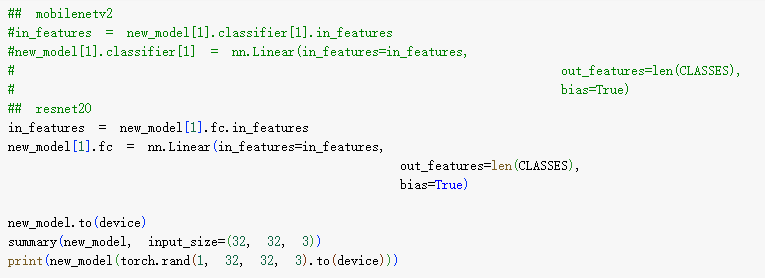 ## mobilenetv2
#in_features = new_model[1].classifier[1].in_features
#new_model[1].classifier[1] = nn.Linear(in_features=in_features,
# out_features=len(CLASSES),
# bias=True)
## resnet20
in_features = new_model[1].fc.in_features
new_model[1].fc = nn.Linear(in_features=in_features,
out_features=len(CLASSES),
bias=True)
new_model.to(device)
summary(new_model, input_size=(32, 32, 3))
print(new_model(torch.rand(1, 32, 32, 3).to(device)))